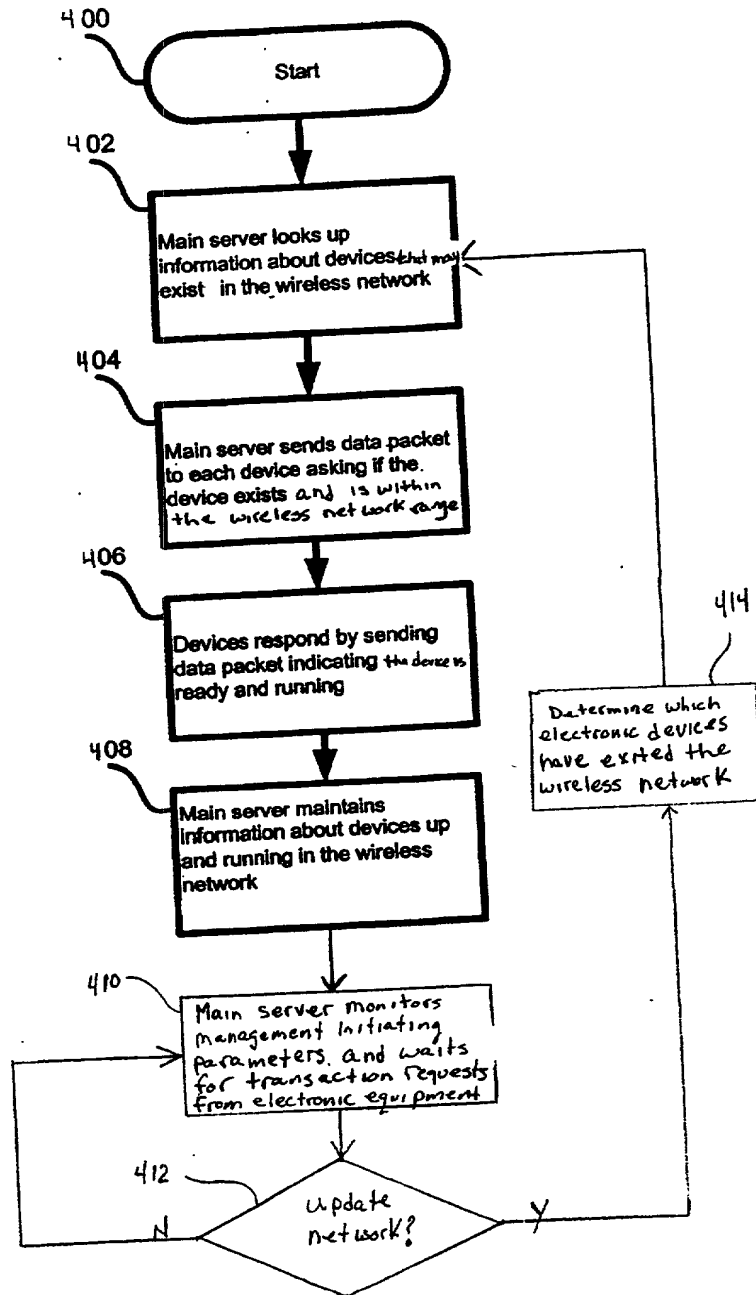 400
Start
402
Main server looks up
information about devices that may
exist in the wireless network
404
Main server sends data packet
to each device asking if the
device exists and is within
the wireless network range
406
Devices respond by sending
data packet indicating the device is
ready and running
408
Main server maintains
information about devices up
and running in the wireless
network
414
Determine which
electronic devices
have exited the
wireless network
410
Main server monitors
management initiating
parameters. and waits
for transaction requests
from electronic equipment
412
update
network?
N
Y